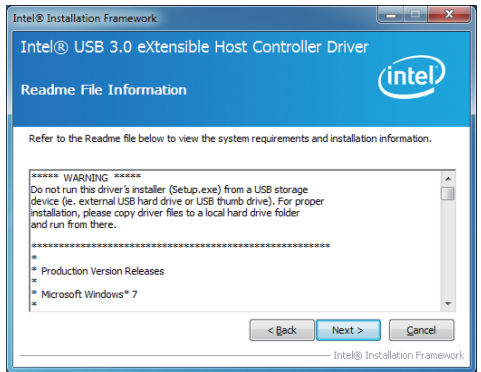 Intel® Installation Framework
Intel® USB 3.0 eXtensible Host Controller Driver
Readme File Information
(intel)
Refer to the Readme file below to view the system requirements and installation information.
***** WARNING *****
Do not run this driver's installer (Setup.exe) from a USB storage
device (ie. external USB hard drive or USB thumb drive). For proper
installation, please copy driver files to a local hard drive folder
and run from there.
*******************************************************
*
* Production Version Releases
*
* Microsoft Windows* 7
*
< Back
Next >
Cancel
Intel® Installation Framework